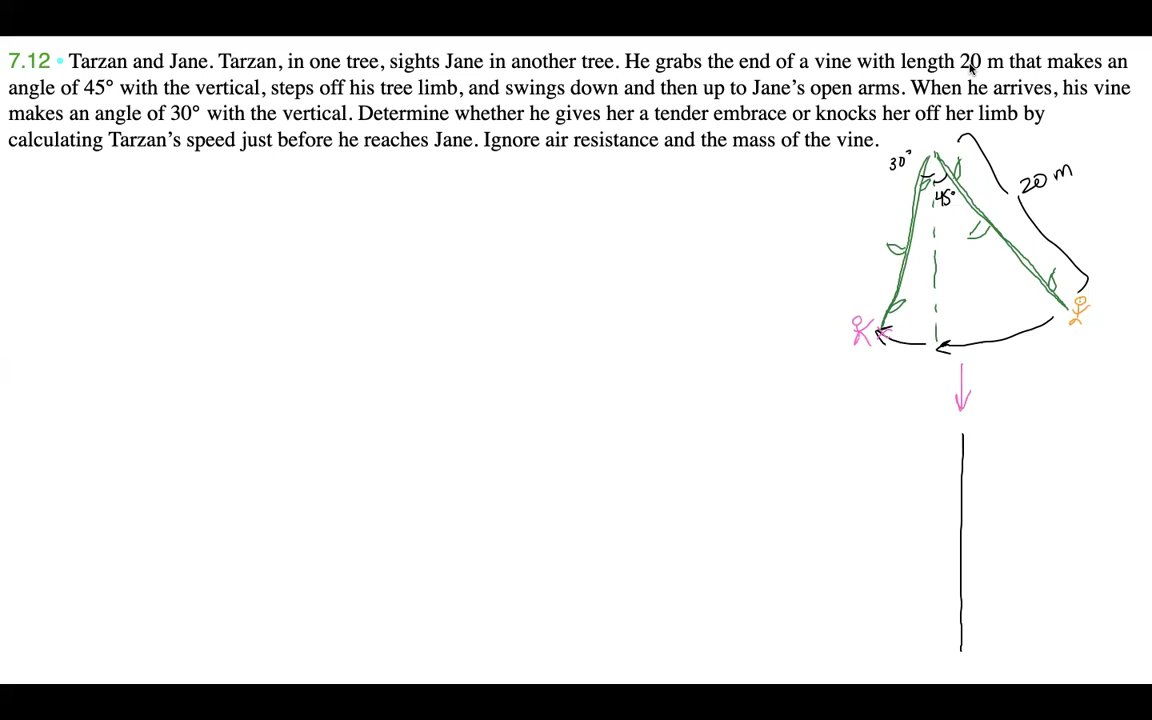 7.12 • Tarzan and Jane. Tarzan, in one tree, sights Jane in another tree. He grabs the end of a vine with length 20 m that makes an
angle of 45° with the vertical, steps off his tree limb, and swings down and then up to Jane’s open arms. When he arrives, his vine
makes an angle of 30° with the vertical. Determine whether he gives her a tender embrace or knocks her off her limb by
calculating Tarzan’s speed just before he reaches Jane. Ignore air resistance and the mass of the vine.
30°
20 m
45°